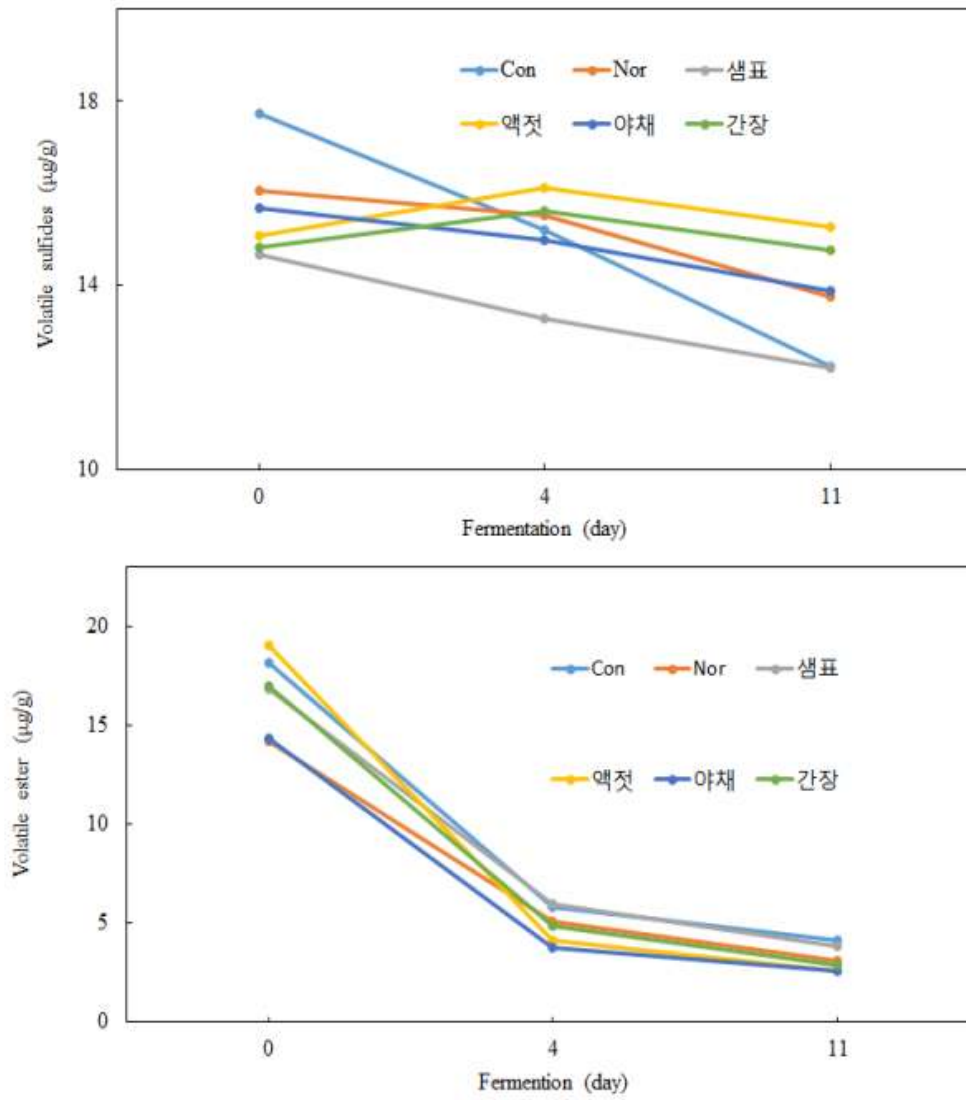 Con Nor 샘표
18
액젓 야채 간장
Volatile sulfides (μg/g)
14
10
0 4 11
Fermentation (day)
20
Con Nor 샘표
15
Volatile ester (μg/g)
액젓 야채 간장
10
5
0
0 4 11
Fermention (day)